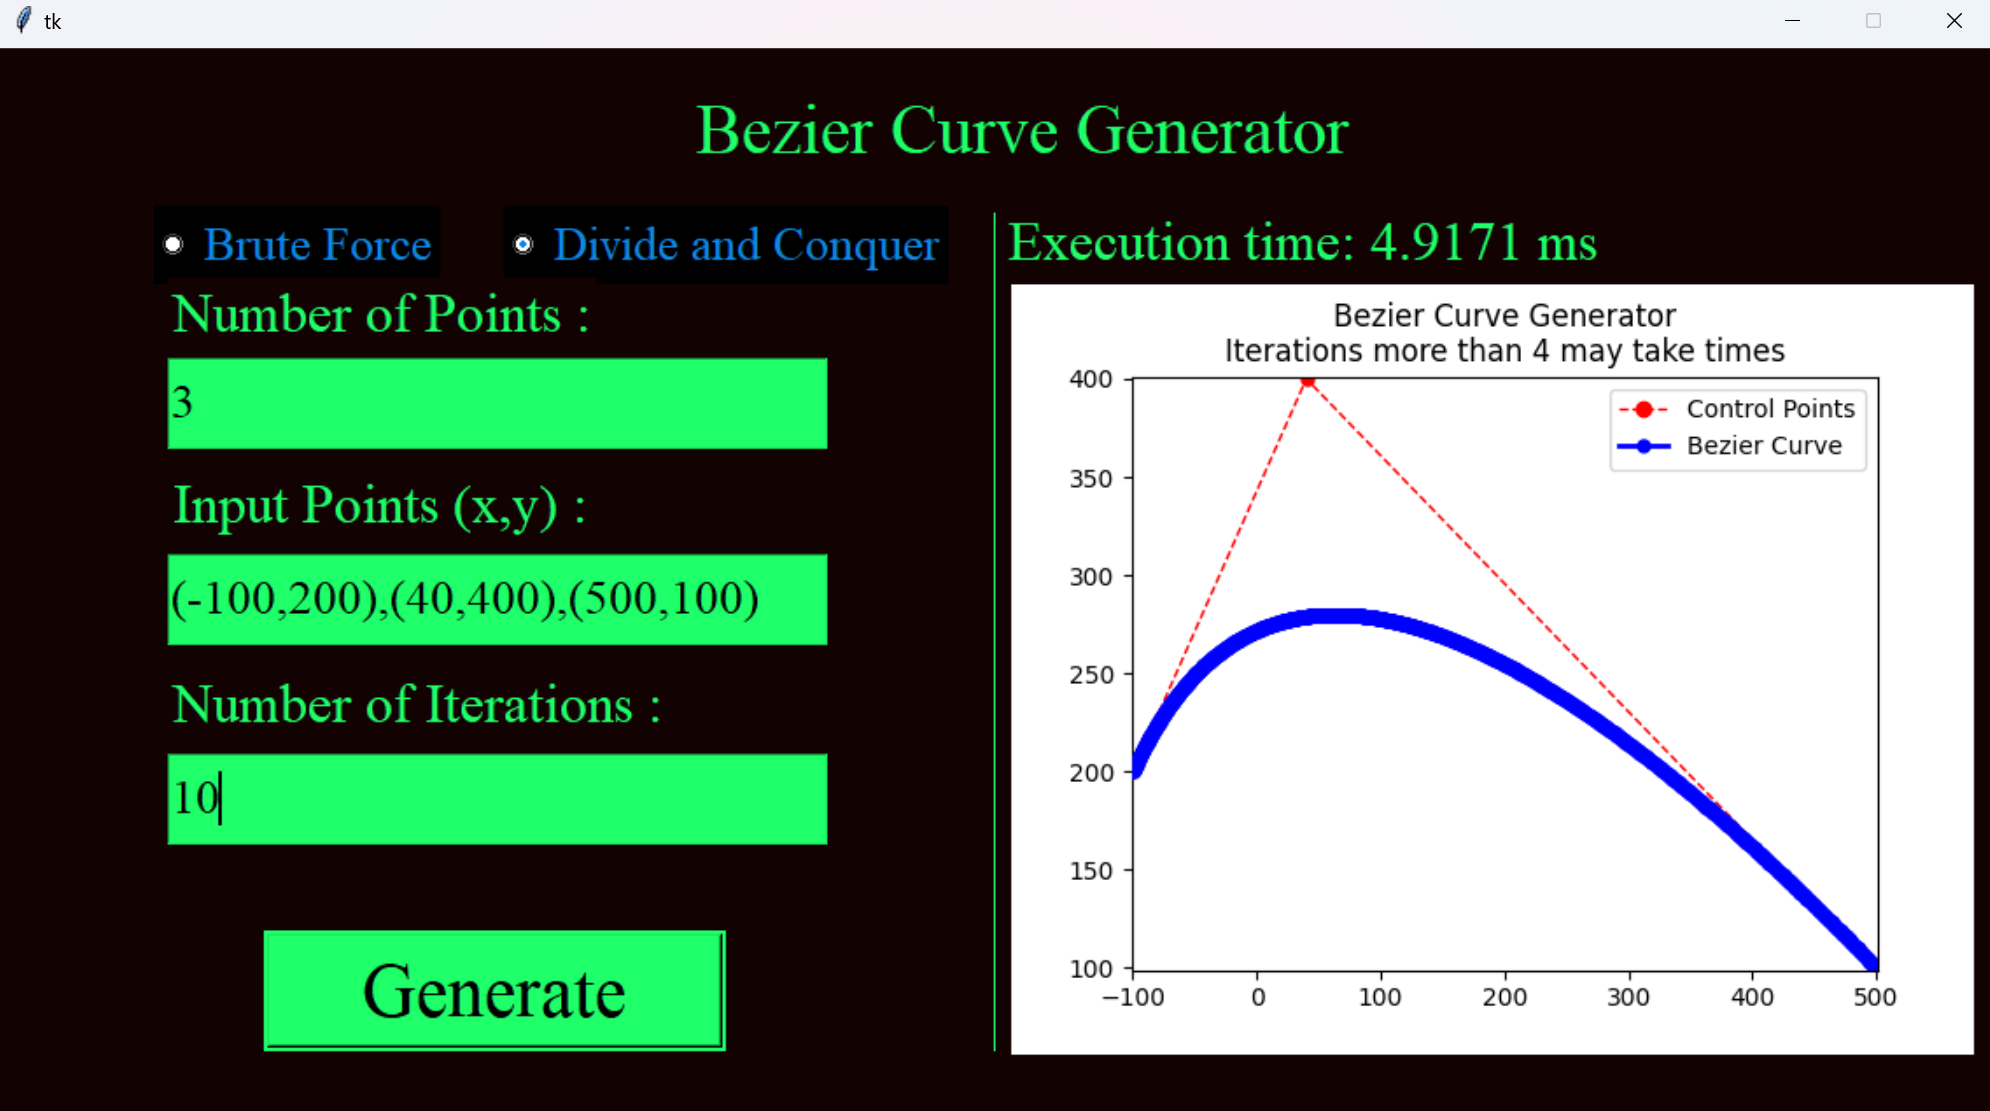 tk
Bezier Curve Generator
Brute Force
Divide and Conquer
Number of Points :
3
Input Points (x,y) :
(-100,200),(40,400),(500,100)
Number of Iterations :
10
Generate
Execution time: 4.9171 ms
Bezier Curve Generator
Iterations more than 4 may take times
Control Points
Bezier Curve
400
350
300
250
200
150
100
−100 0 100 200 300 400 500